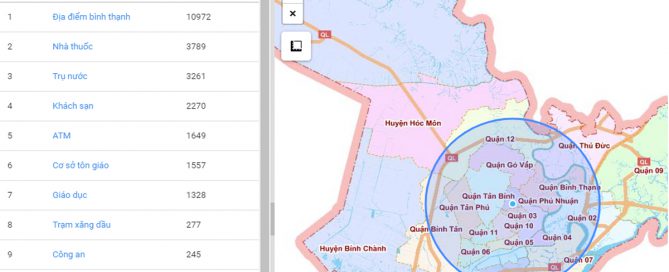 1 Địa điểm bình thạnh 10972
2 Nhà thuốc 3789
3 Trụ nước 3261
4 Khách sạn 2270
5 ATM 1649
6 Cơ sở tôn giáo 1557
7 Giáo dục 1328
8 Trạm xăng dầu 277
9 Công an 245
×
QL
Huyện Hóc Môn
Quận 12
Quận Thủ Đức
QL
QL
Quận Gò Vấp
Quận 09
Quận Bình Thạnh
Quận Tân Bình
Quận Phú Nhuận
Quận Tân Phú
Quận 03
Quận 02
Quận Bình Tân
Quận 10
Quận 11
Quận 04
Quận 05
Huyện Bình Chánh
Quận 06
Quận 07
QL